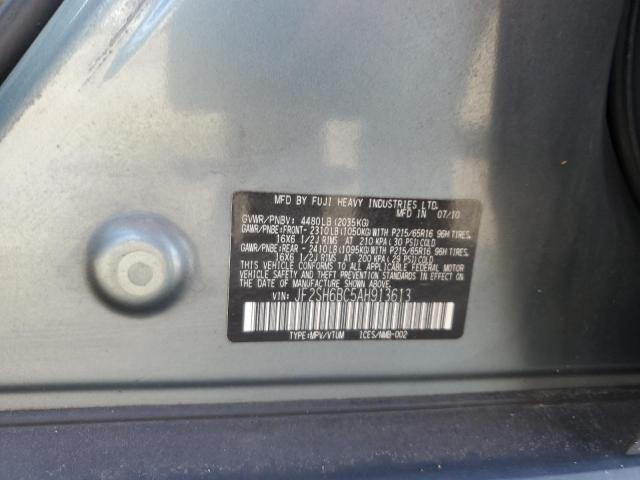 MFD BY FUJI HEAVY INDUSTRIES LTD.
MFD IN 07/10
GVWR/PNBV: 4480LB(2035KG)
GAWR/PNBE:FRONT- 2310LB(1050KG)WITH P215/65R16 96H TIRES,
16X6 1/2J RIMS AT 210 KPA(30 PSI)COLD
GAWR/PNBE:REAR - 2410LB(1095KG)WITH P215/65R16 96H TIRES,
16X6 1/2J RIMS AT 200 KPA(29 PSI)COLD
THIS VEHICLE CONFORMS TO ALL APPLICABLE FEDERAL MOTOR
VEHICLE SAFETY AND THEFT PREVENTION STANDARDS IN EFFECT
ON THE DATE OF MANUFACTURE SHOWN ABOVE.
VIN: JF2SH6BC5AH913613
TYPE:MPV/VTUM ICES/NMB-002